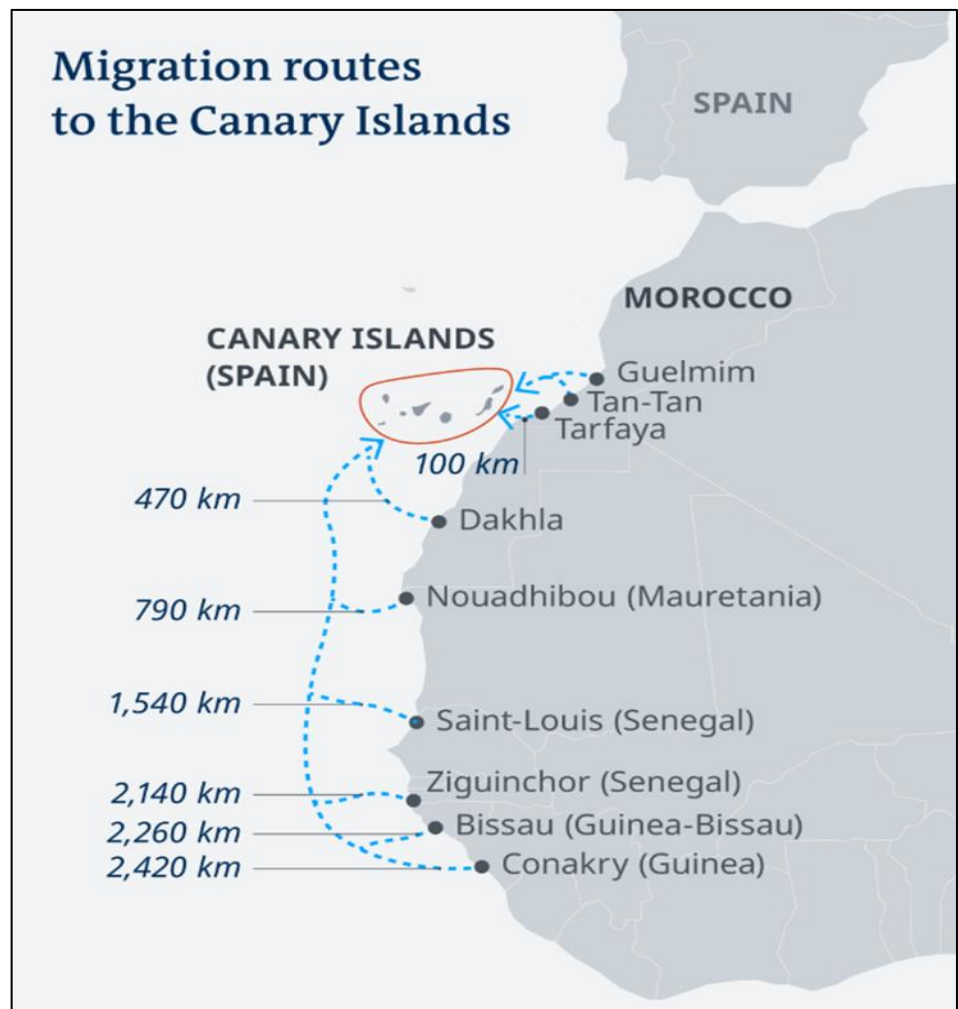 Migration routes
to the Canary Islands
SPAIN
MOROCCO
CANARY ISLANDS
(SPAIN)
Guelmim
Tan-Tan
Tarfaya
100 km
470 km
Dakhla
Nouadhibou (Mauretania)
790 km
1,540 km
Saint-Louis (Senegal)
Ziguinchor (Senegal)
2,140 km
Bissau (Guinea-Bissau)
2,260 km
Conakry (Guinea)
2,420 km